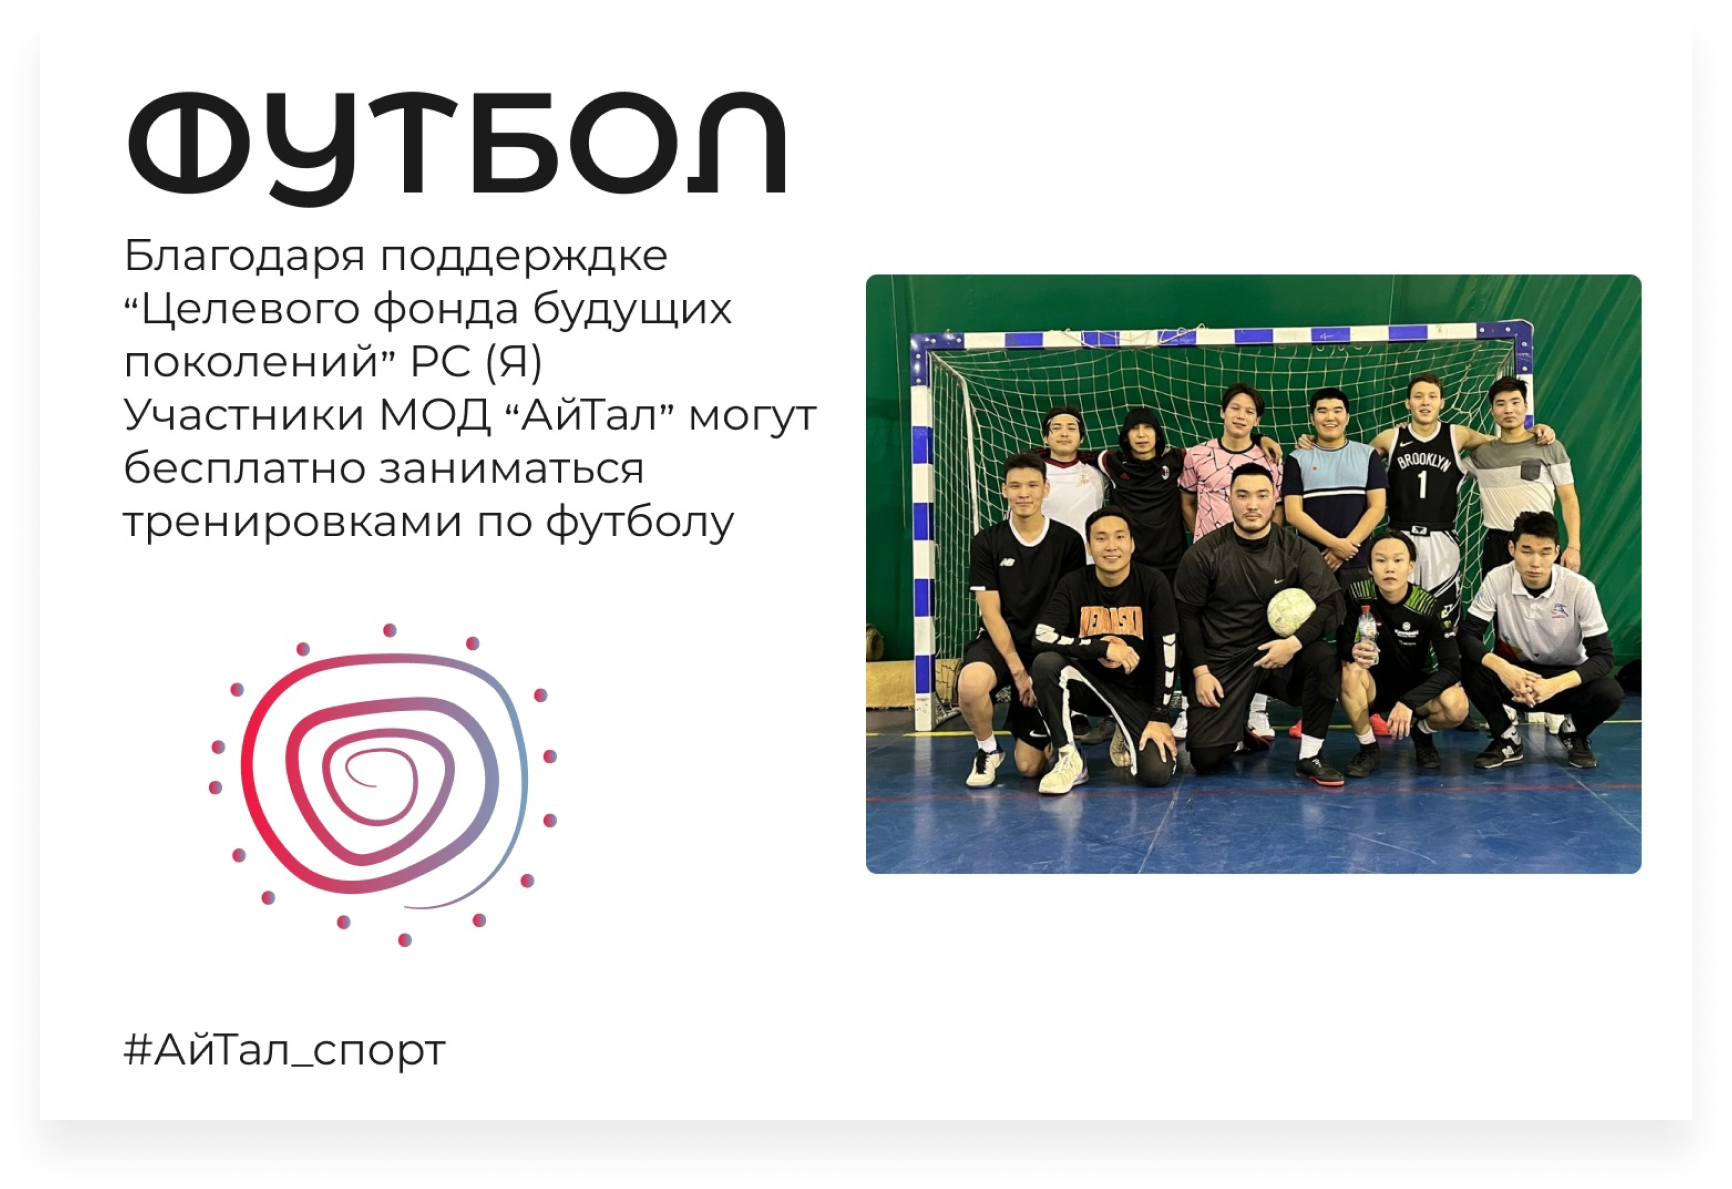 ФУТБОЛ
Благодаря поддерждке
“Целевого фонда будущих
поколений” РС (Я)
Участники МОД “АйТал” могут
бесплатно заниматься
тренировками по футболу
BROOKLYN
1
#АйТал_спорт